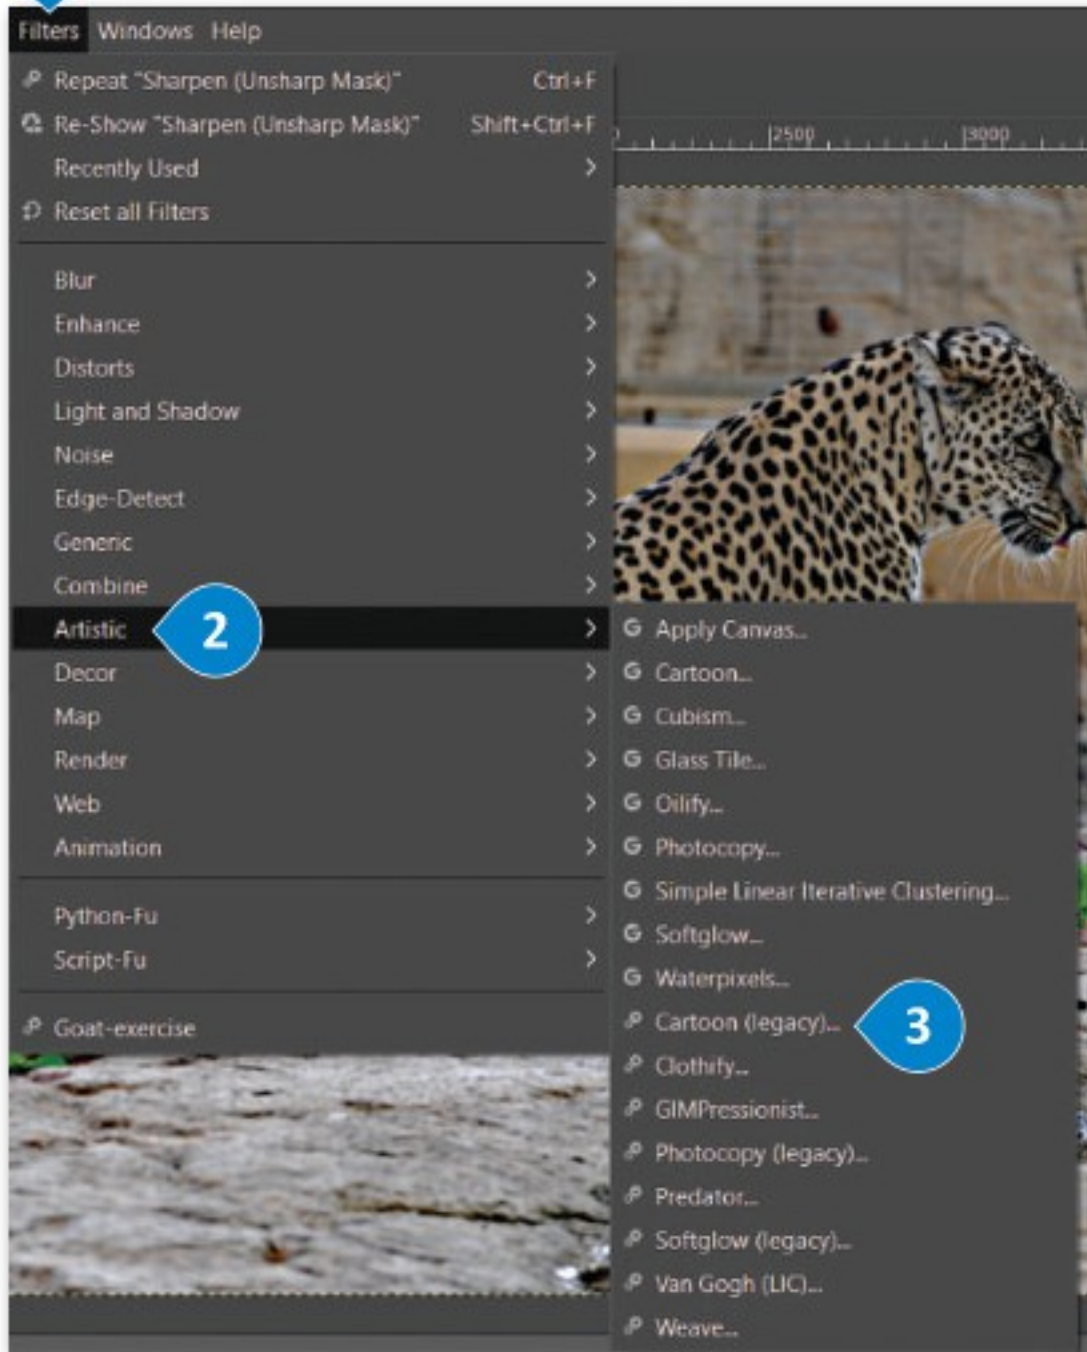 Filters Windows Help
Repeat "Sharpen (Unsharp Mask)" Ctrl+F
Re-Show "Sharpen (Unsharp Mask)" Shift+Ctrl+F
Recently Used
Reset all Filters
2500 3000
Blur
Enhance
Distorts
Light and Shadow
Noise
Edge-Detect
Generic
Combine
Artistic
2
Decor
Map
Render
Web
Animation
Python-Fu
Script-Fu
Goat-exercise
Apply Canvas...
Cartoon...
Cubism...
Glass Tile...
Oilify...
Photocopy...
Simple Linear Iterative Clustering...
Softglow...
Waterpixels...
Cartoon (legacy)...
3
Clothify...
GIMPressionist...
Photocopy (legacy)...
Predator...
Softglow (legacy)...
Van Gogh (LIC)...
Weave...